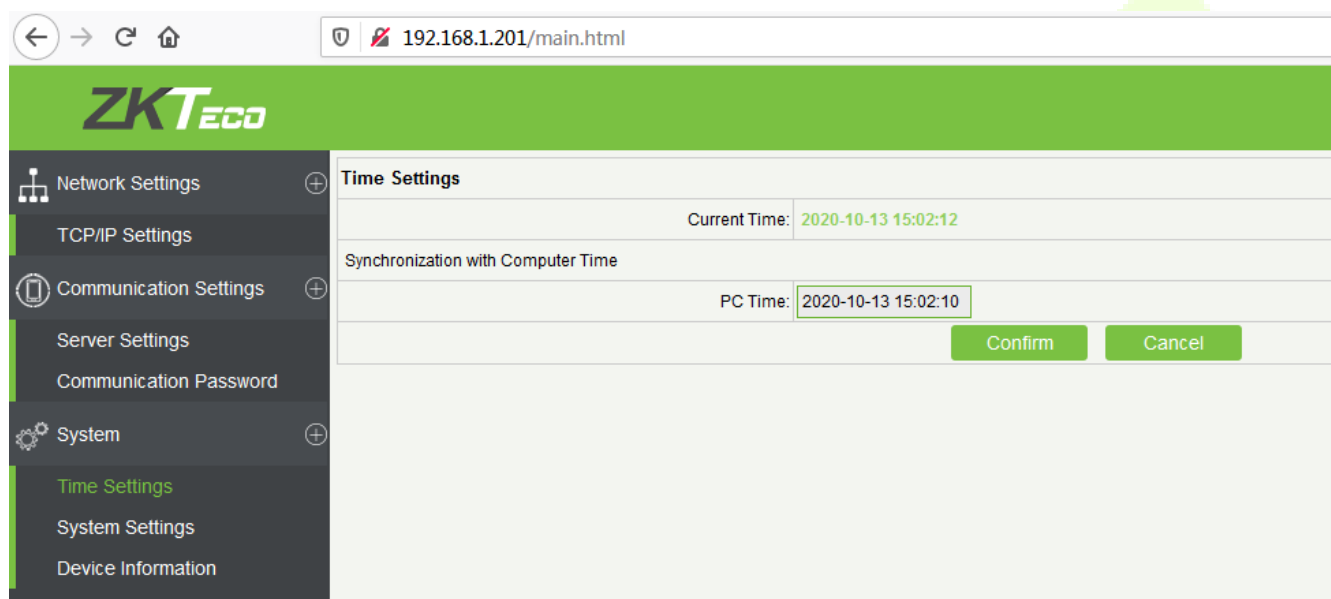 192.168.1.201/main.html
ZKTeco
Network Settings
TCP/IP Settings
Communication Settings
Server Settings
Communication Password
System
Time Settings
System Settings
Device Information
Time Settings
Current Time: 2020-10-13 15:02:12
Synchronization with Computer Time
PC Time: 2020-10-13 15:02:10
Confirm Cancel